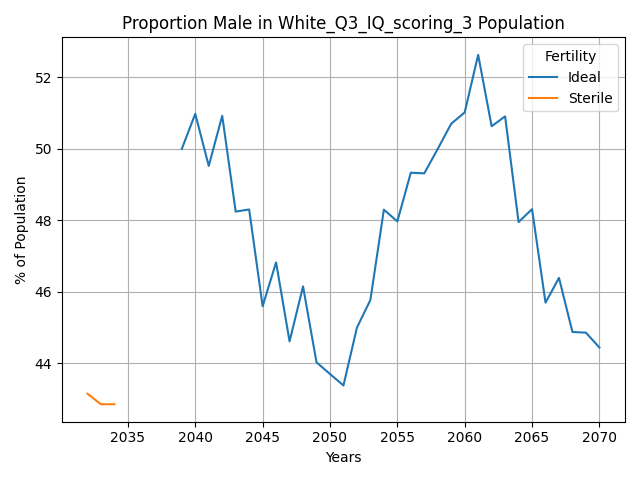 Proportion Male in White_Q3_IQ_scoring_3 Population
Fertility
Ideal
Sterile
% of Population
52
50
48
46
44
2035 2040 2045 2050 2055 2060 2065 2070
Years